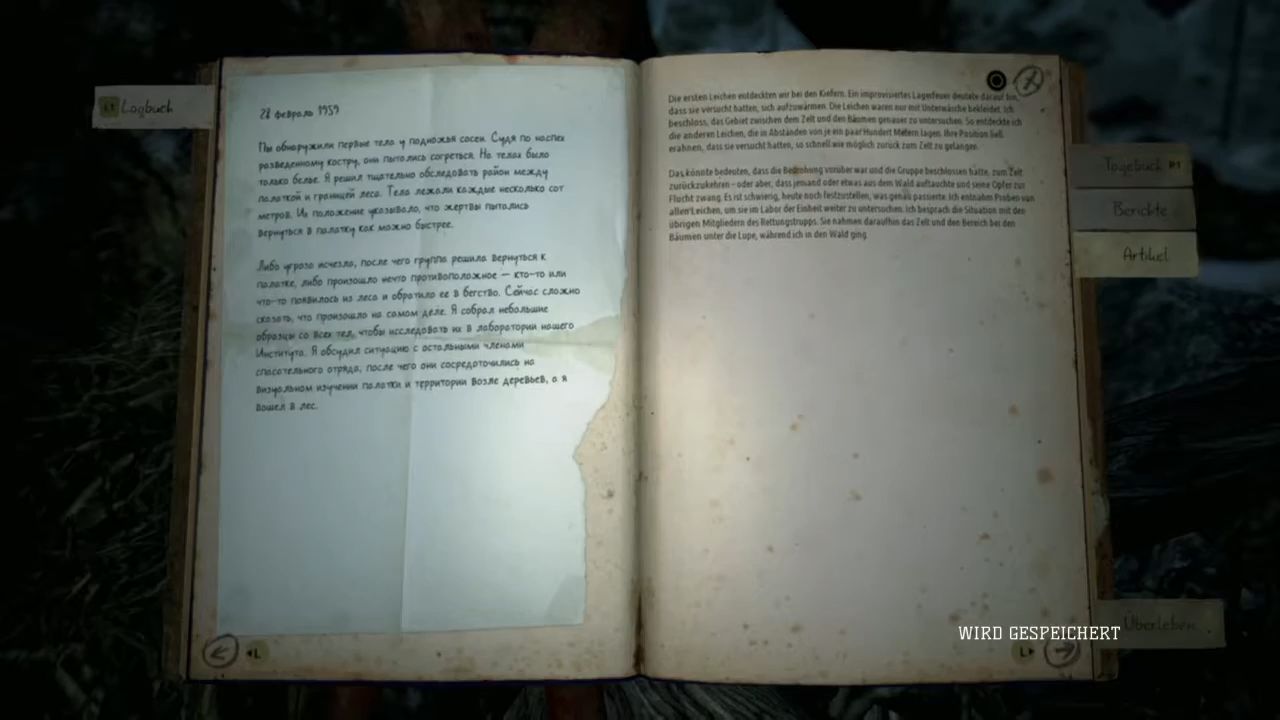 L1 Logbuch
28 февраля 1959
Мы обнаружили первые тела у подножья сосен. Судя по наспех
разведенному костру, они пытались согреться. На телах было
только белье. Я решил тщательно обследовать район между
палаткой и границей леса. Тела лежали каждые несколько сот
метров. Их положение указывало, что жертвы пытались
вернуться в палатку как можно быстрее.
Либо угроза исчезла, после чего группа решила вернуться к
палатке, либо произошло нечто противоположное – кто-то или
что-то появилось из леса и обратило ее в бегство. Сейчас сложно
сказать, что произошло на самом деле. Я собрал небольшие
образцы со всех тел, чтобы исследовать их в лаборатории нашего
Института. Я обсудил ситуацию с остальными членами
спасательного отряда, после чего они сосредоточились на
визуальном изучении палатки и территории возле деревьев, а я
вошел в лес.
Die ersten Leichen entdeckten wir bei den Kiefern. Ein improvisiertes Lagerfeuer deutete darauf hin,
dass sie versucht hatten, sich aufzuwärmen. Die Leichen waren nur mit Unterwäsche bekleidet. Ich
beschloss, das Gebiet zwischen dem Zelt und den Bäumen genauer zu untersuchen. So entdeckte ich
die anderen Leichen, die in Abständen von je ein paar Hundert Metern lagen. Ihre Position ließ
erahnen, dass sie versucht hatten, so schnell wie möglich zurück zum Zelt zu gelangen.
Das könnte bedeuten, dass die Bedrohung vorüber war und die Gruppe beschlossen hatte, zum Zelt
zurückzukehren – oder aber, dass jemand oder etwas aus dem Wald auftauchte und seine Opfer zur
Flucht zwang. Es ist schwierig, heute noch festzustellen, was genau passierte. Ich entnahm Proben von
allen Leichen, um sie im Labor der Einheit weiter zu untersuchen. Ich besprach die Situation mit den
übrigen Mitgliedern des Rettungstrupps. Sie nahmen daraufhin das Zelt und den Bereich bei den
Bäumen unter die Lupe, während ich in den Wald ging.
Tagebuch R1
Berichte
Artikel
Überleben
WIRD GESPEICHERT
L
L